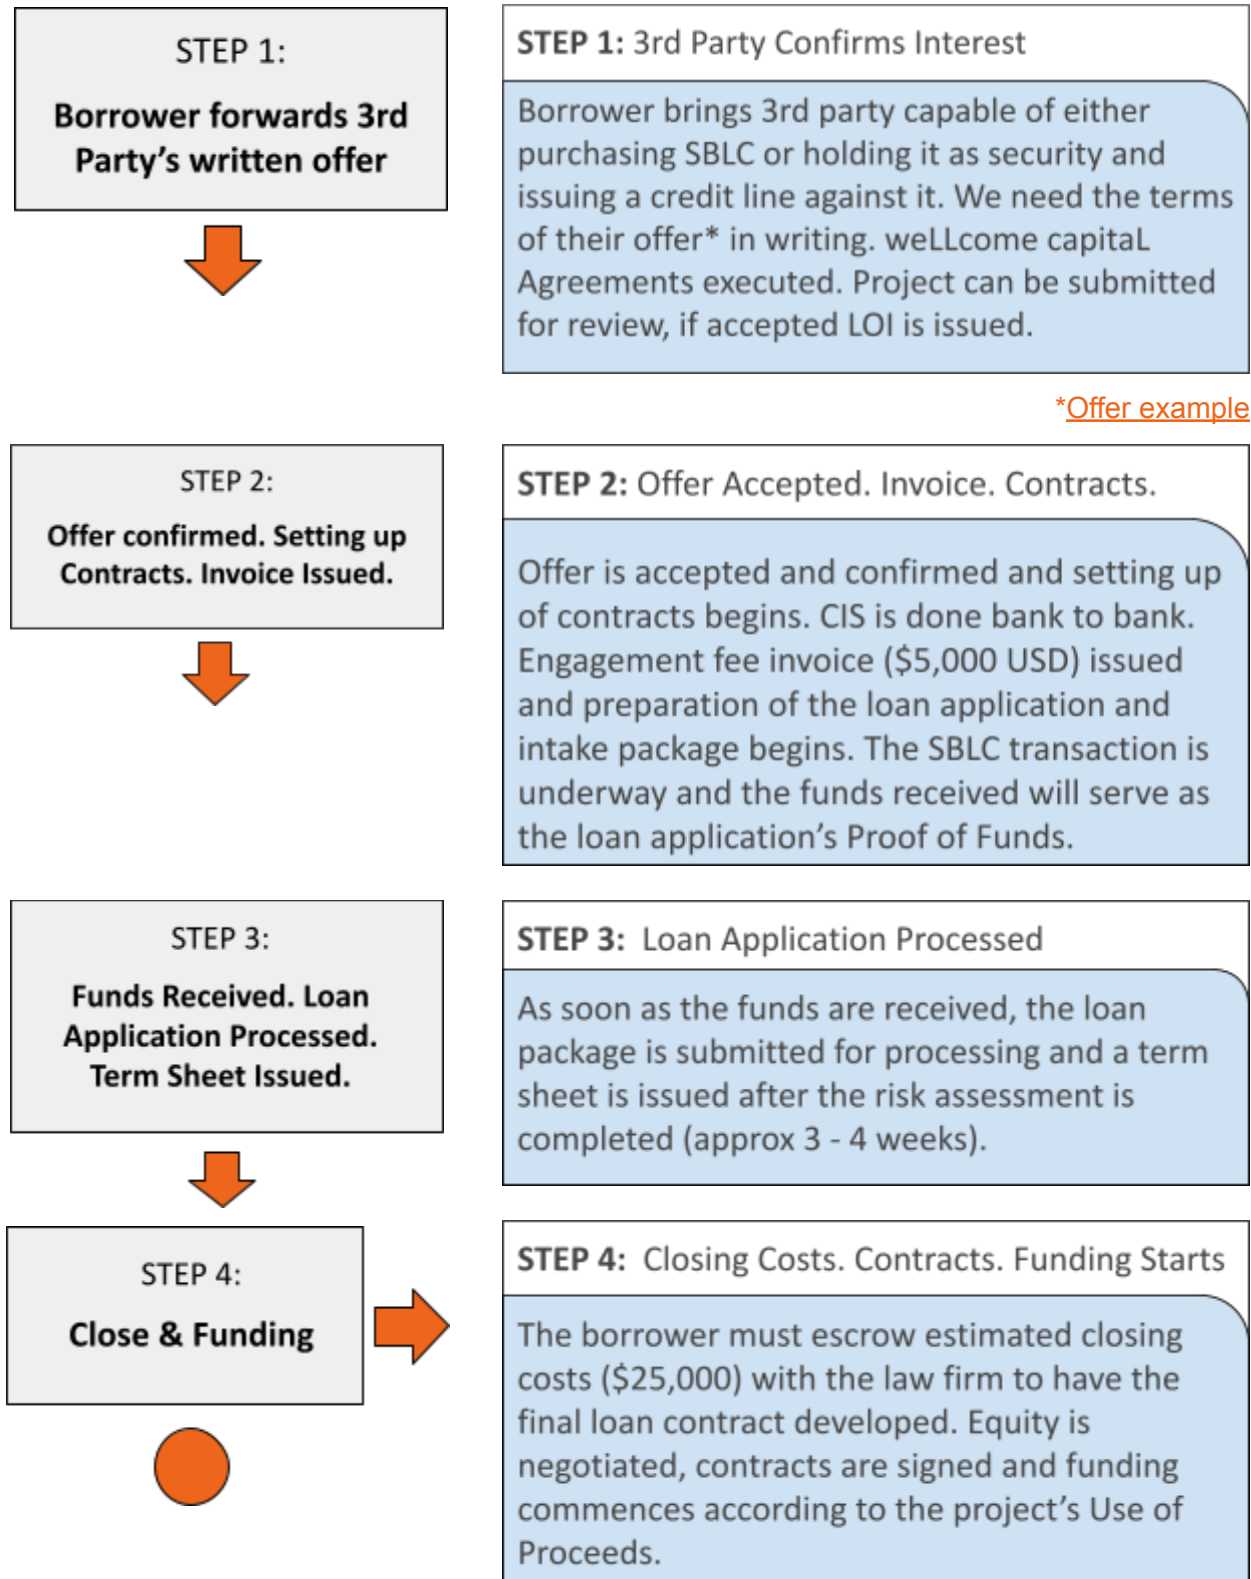 STEP 1:
Borrower forwards 3rd
Party’s written offer
STEP 1: 3rd Party Confirms Interest
Borrower brings 3rd party capable of either
purchasing SBLC or holding it as security and
issuing a credit line against it. We need the terms
of their offer* in writing. weLLcome capitaL
Agreements executed. Project can be submitted
for review, if accepted LOI is issued.
*Offer example
STEP 2:
Offer confirmed. Setting up
Contracts. Invoice Issued.
STEP 2: Offer Accepted. Invoice. Contracts.
Offer is accepted and confirmed and setting up
of contracts begins. CIS is done bank to bank.
Engagement fee invoice ($5,000 USD) issued
and preparation of the loan application and
intake package begins. The SBLC transaction is
underway and the funds received will serve as
the loan application’s Proof of Funds.
STEP 3:
Funds Received. Loan
Application Processed.
Term Sheet Issued.
STEP 3: Loan Application Processed
As soon as the funds are received, the loan
package is submitted for processing and a term
sheet is issued after the risk assessment is
completed (approx 3 - 4 weeks).
STEP 4:
Close & Funding
STEP 4: Closing Costs. Contracts. Funding Starts
The borrower must escrow estimated closing
costs ($25,000) with the law firm to have the
final loan contract developed. Equity is
negotiated, contracts are signed and funding
commences according to the project’s Use of
Proceeds.